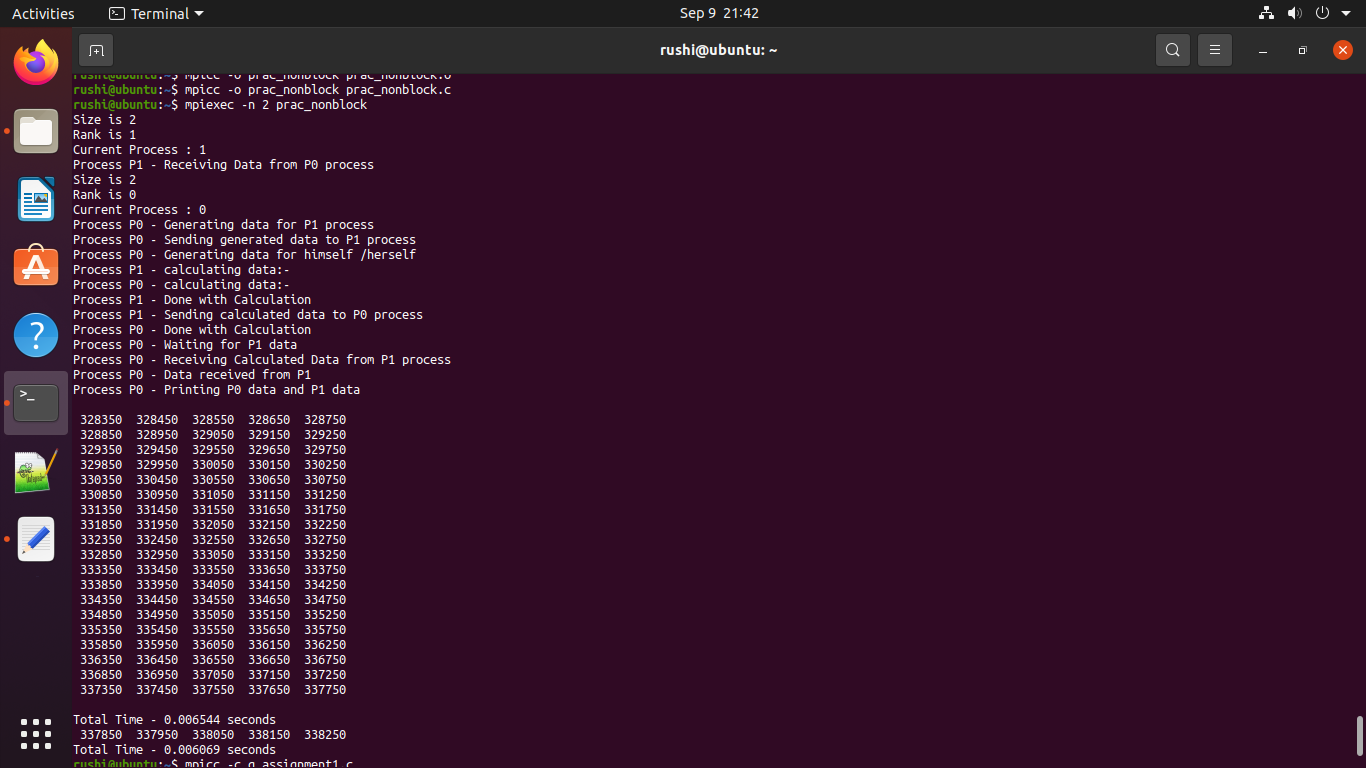 Activities Terminal Sep 9 21:42
rushi@ubuntu: ~
rushi@ubuntu:~$ mpicc -o prac_nonblock prac_nonblock.o
rushi@ubuntu:~$ mpicc -o prac_nonblock prac_nonblock.c
rushi@ubuntu:~$ mpiexec -n 2 prac_nonblock
Size is 2
Rank is 1
Current Process : 1
Process P1 - Receiving Data from P0 process
Size is 2
Rank is 0
Current Process : 0
Process P0 - Generating data for P1 process
Process P0 - Sending generated data to P1 process
Process P0 - Generating data for himself /herself
Process P1 - calculating data:-
Process P0 - calculating data:-
Process P1 - Done with Calculation
Process P1 - Sending calculated data to P0 process
Process P0 - Done with Calculation
Process P0 - Waiting for P1 data
Process P0 - Receiving Calculated Data from P1 process
Process P0 - Data received from P1
Process P0 - Printing P0 data and P1 data
328350 328450 328550 328650 328750
328850 328950 329050 329150 329250
329350 329450 329550 329650 329750
329850 329950 330050 330150 330250
330350 330450 330550 330650 330750
330850 330950 331050 331150 331250
331350 331450 331550 331650 331750
331850 331950 332050 332150 332250
332350 332450 332550 332650 332750
332850 332950 333050 333150 333250
333350 333450 333550 333650 333750
333850 333950 334050 334150 334250
334350 334450 334550 334650 334750
334850 334950 335050 335150 335250
335350 335450 335550 335650 335750
335850 335950 336050 336150 336250
336350 336450 336550 336650 336750
336850 336950 337050 337150 337250
337350 337450 337550 337650 337750
Total Time - 0.006544 seconds
337850 337950 338050 338150 338250
Total Time - 0.006069 seconds
rushi@ubuntu:~$ mpicc -c q_assignment1.c